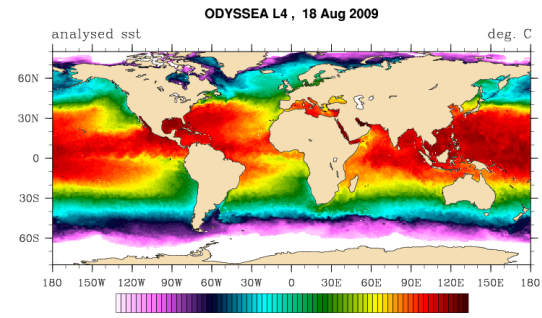 ODYSSEA L4 , 18 Aug 2009
analysed sst
deg. C
60N
30N
0
30S
60S
180 150W 120W 90W 60W 30W 0 30E 60E 90E 120E 150E 180